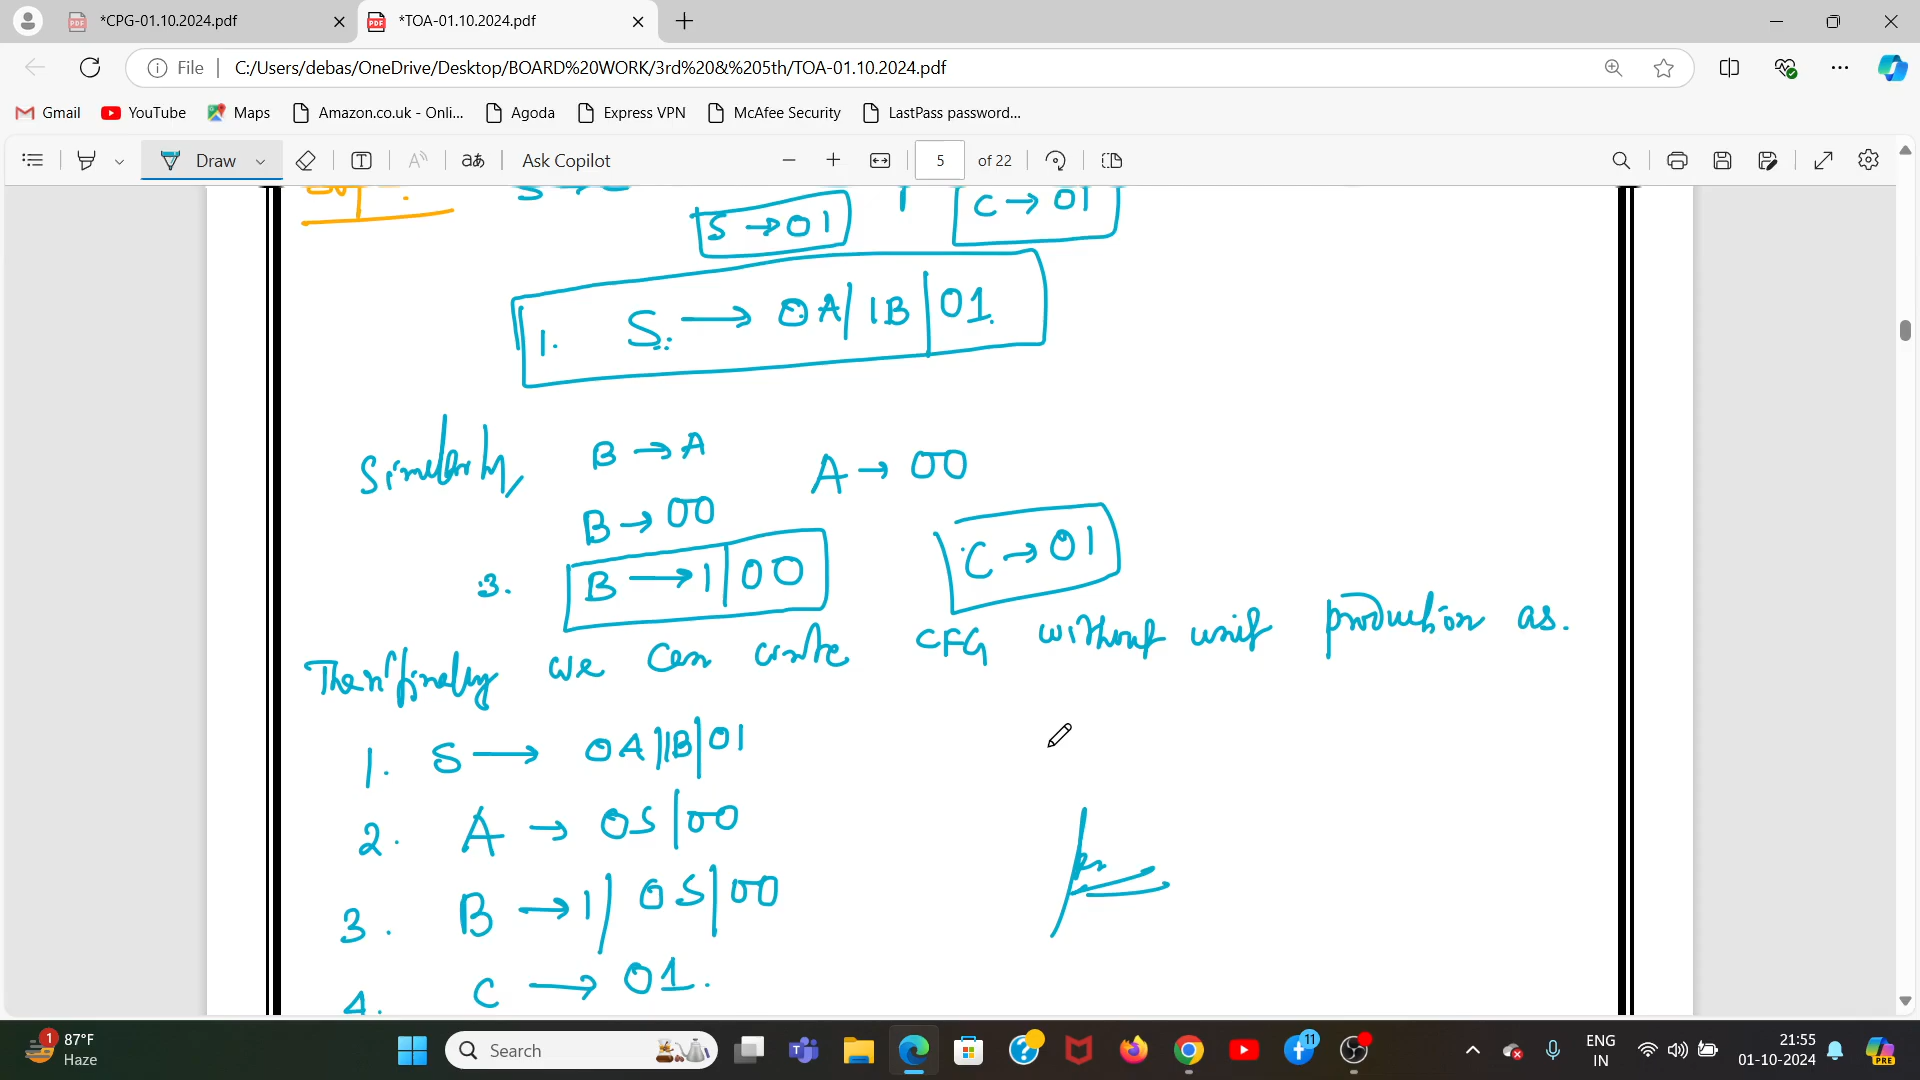 *CPG-01.10.2024.pdf
*TOA-01.10.2024.pdf
File C:/Users/debas/OneDrive/Desktop/BOARD%20WORK/3rd%20&%205th/TOA-01.10.2024.pdf
Gmail YouTube Maps Amazon.co.uk - Onli... Agoda Express VPN McAfee Security LastPass password...
Draw aあ Ask Copilot 5 of 22
S → 01 C → 01
1. S → 0A|1B|01
Similarly, B → A A → 00
B → 00
3. B → 1|00 C → 01
Then finally we can write CFG without unit production as.
1. S → 0A|1B|01
2. A → 0S|00
3. B → 1|0S|00
4. C → 01.
87°F
Haze
Search
ENG
IN
21:55
01-10-2024